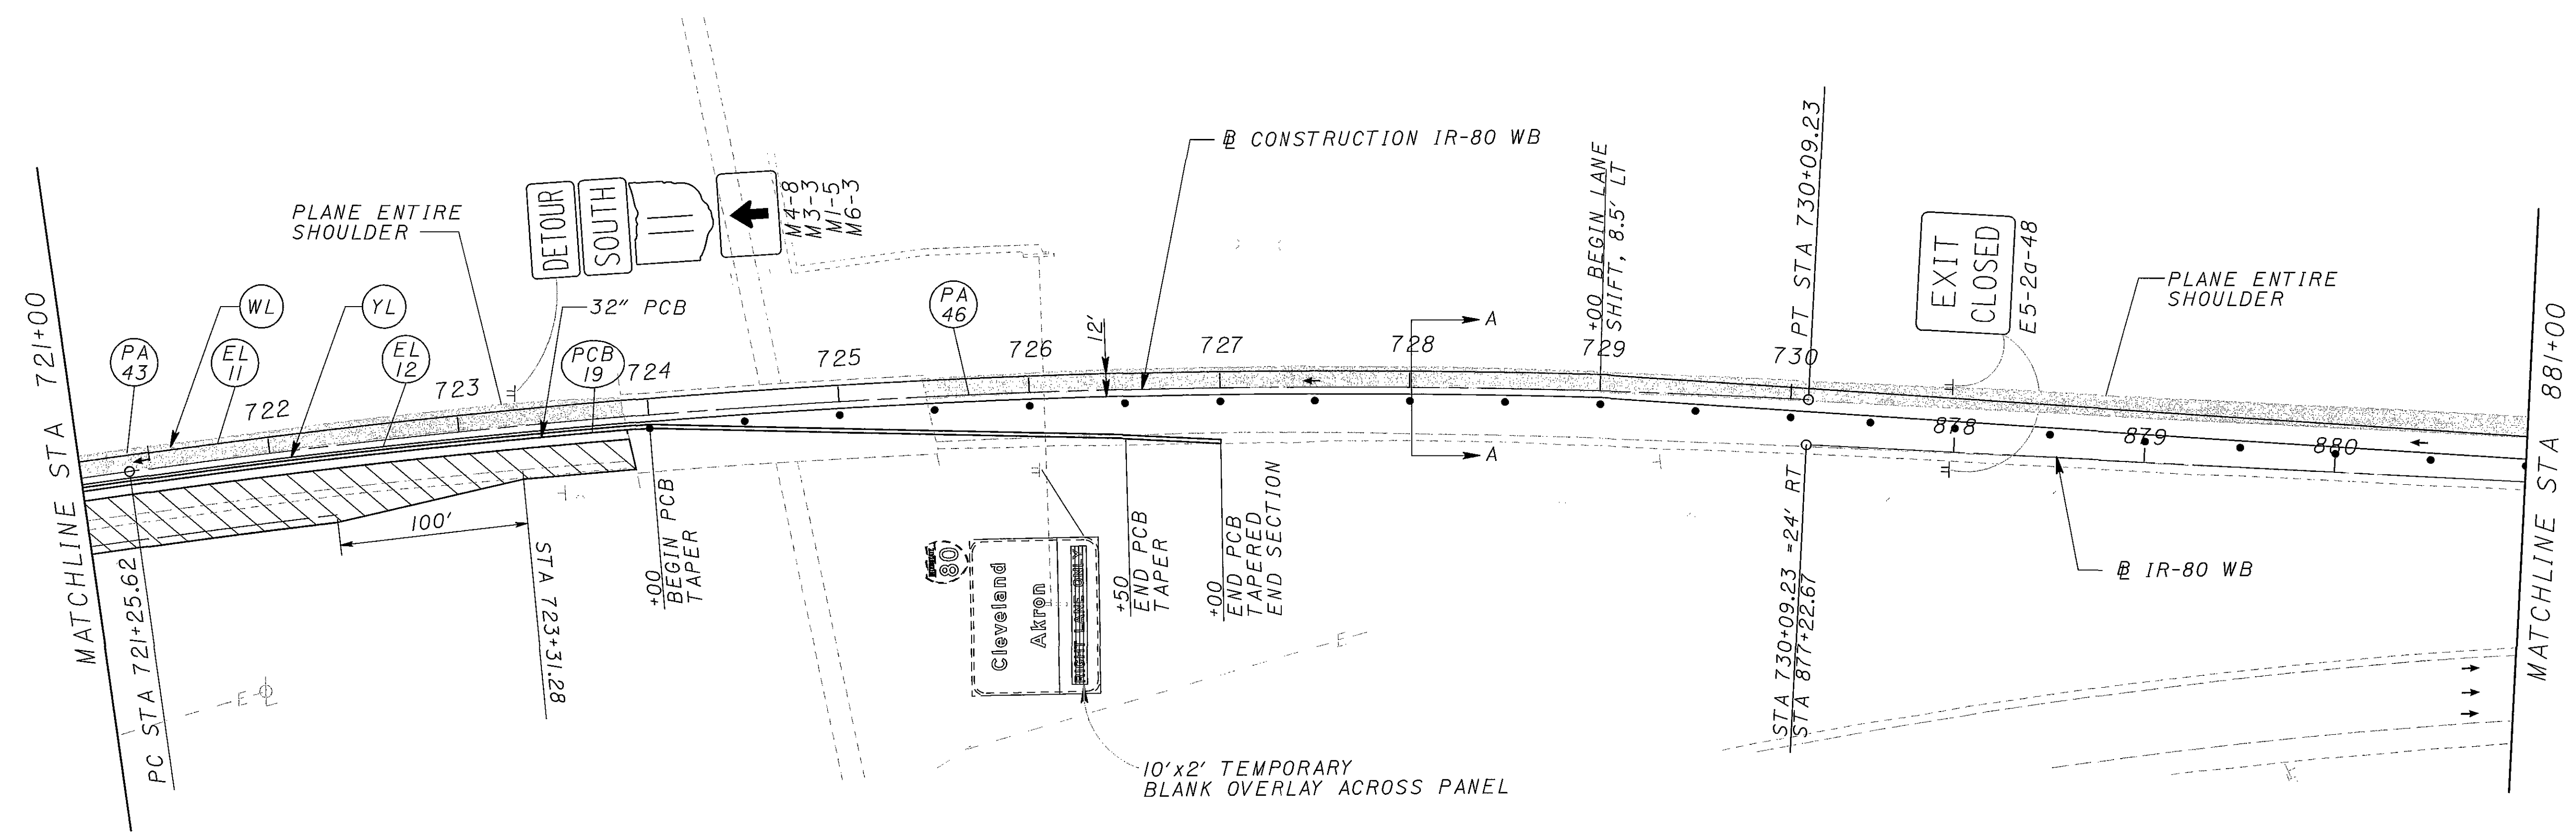 MATCHLINE STA 721+00
PLANE ENTIRE
SHOULDER
DETOUR
SOUTH
M4-8
M3-3
M1-5
M6-3
℄ CONSTRUCTION IR-80 WB
+00 BEGIN LANE
SHIFT, 8.5' LT
PT STA 730+09.23
EXIT
CLOSED
E5-2a-48
PLANE ENTIRE
SHOULDER
MATCHLINE STA 881+00
WL
YL
32" PCB
PA
43
EL
11
EL
12
PCB
19
PA
46
12'
A
A
722
723
724
725
726
727
728
729
730
878
879
880
100'
PC STA 721+25.62
STA 723+31.28
+00
BEGIN PCB
TAPER
80
Cleveland
Akron
RIGHT LANE ONLY
+50
END PCB
TAPER
+00
END PCB
TAPERED
END SECTION
STA 730+09.23 =24' RT
STA 877+22.67
℄ IR-80 WB
E
E
10'x2' TEMPORARY
BLANK OVERLAY ACROSS PANEL